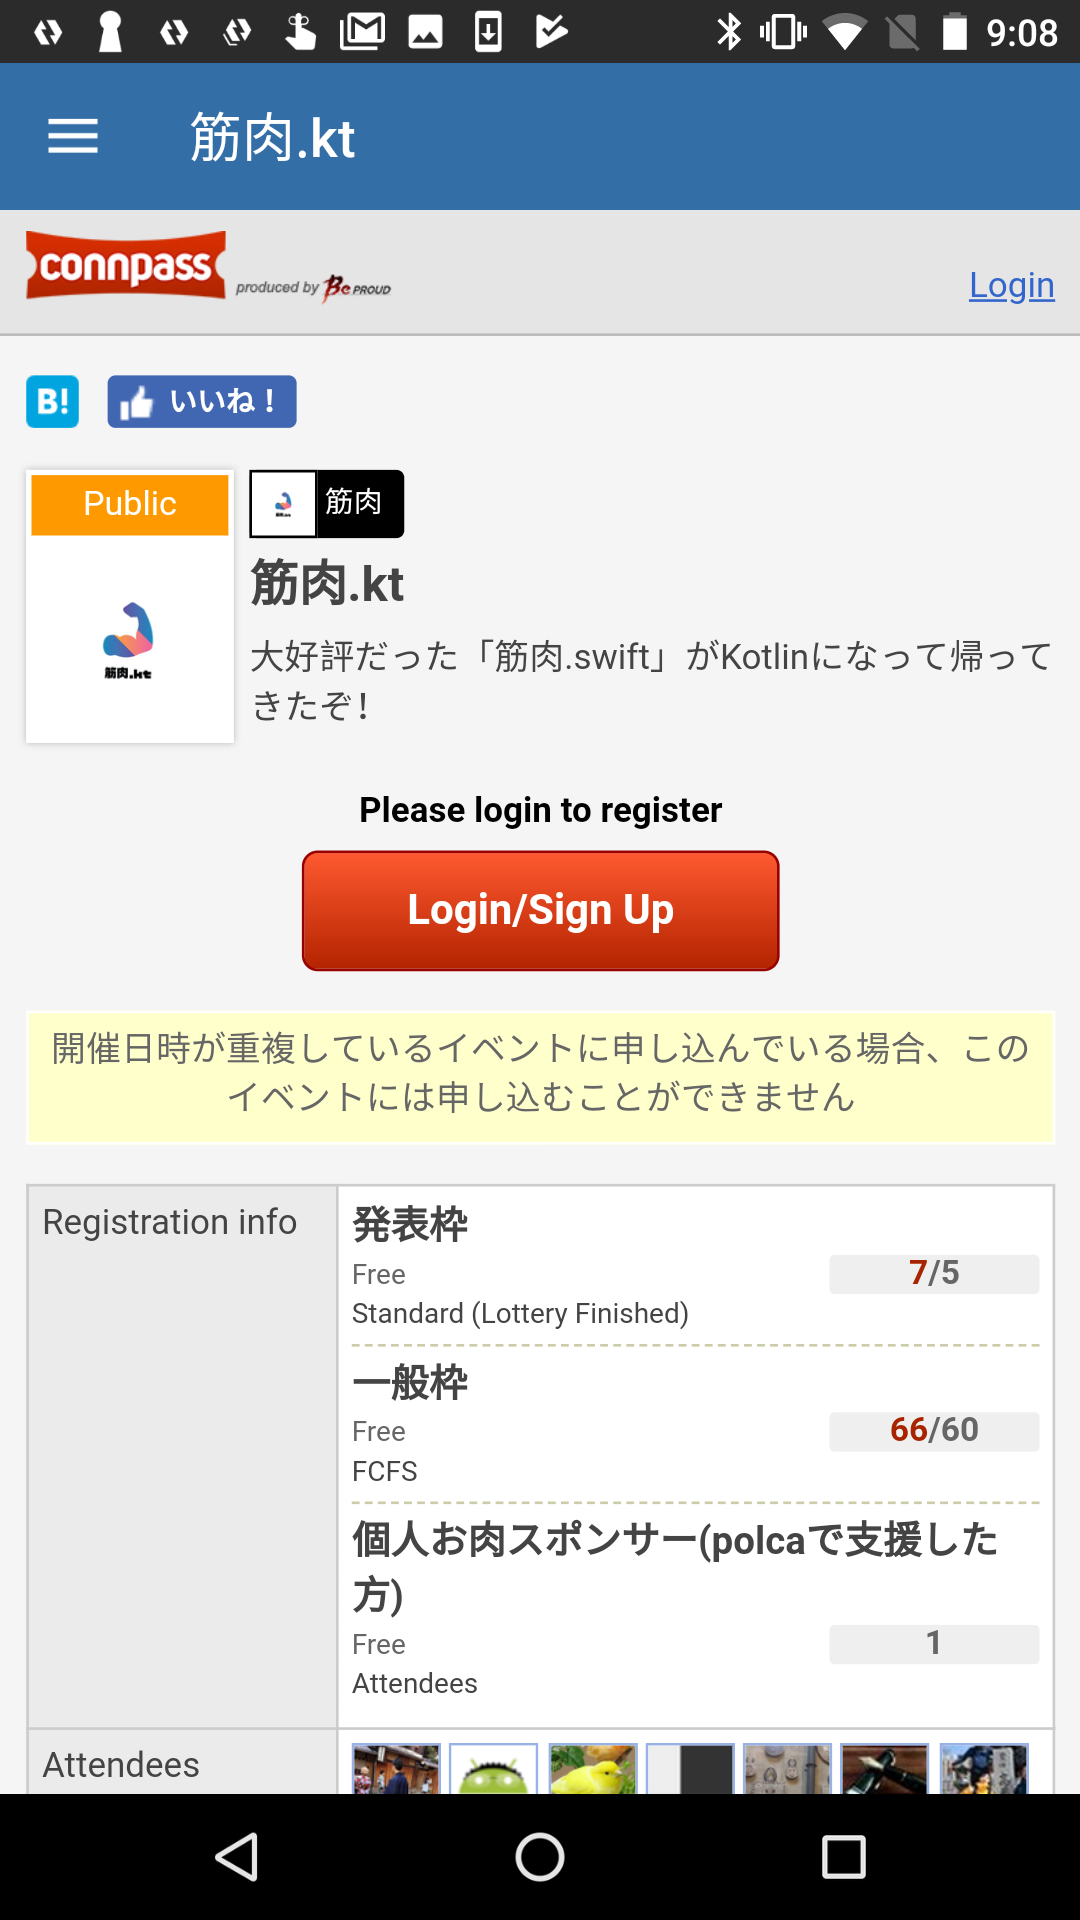 9:08
筋肉.kt
connpass produced by Be PROUD
Login
B! いいね！
Public
筋肉
筋肉.kt
筋肉.kt
大好評だった「筋肉.swift」がKotlinになって帰って
きたぞ！
Please login to register
Login/Sign Up
開催日時が重複しているイベントに申し込んでいる場合、この
イベントには申し込むことができません
Registration info
発表枠
Free
7/5
Standard (Lottery Finished)
一般枠
Free
66/60
FCFS
個人お肉スポンサー(polcaで支援した
方)
Free
1
Attendees
Attendees